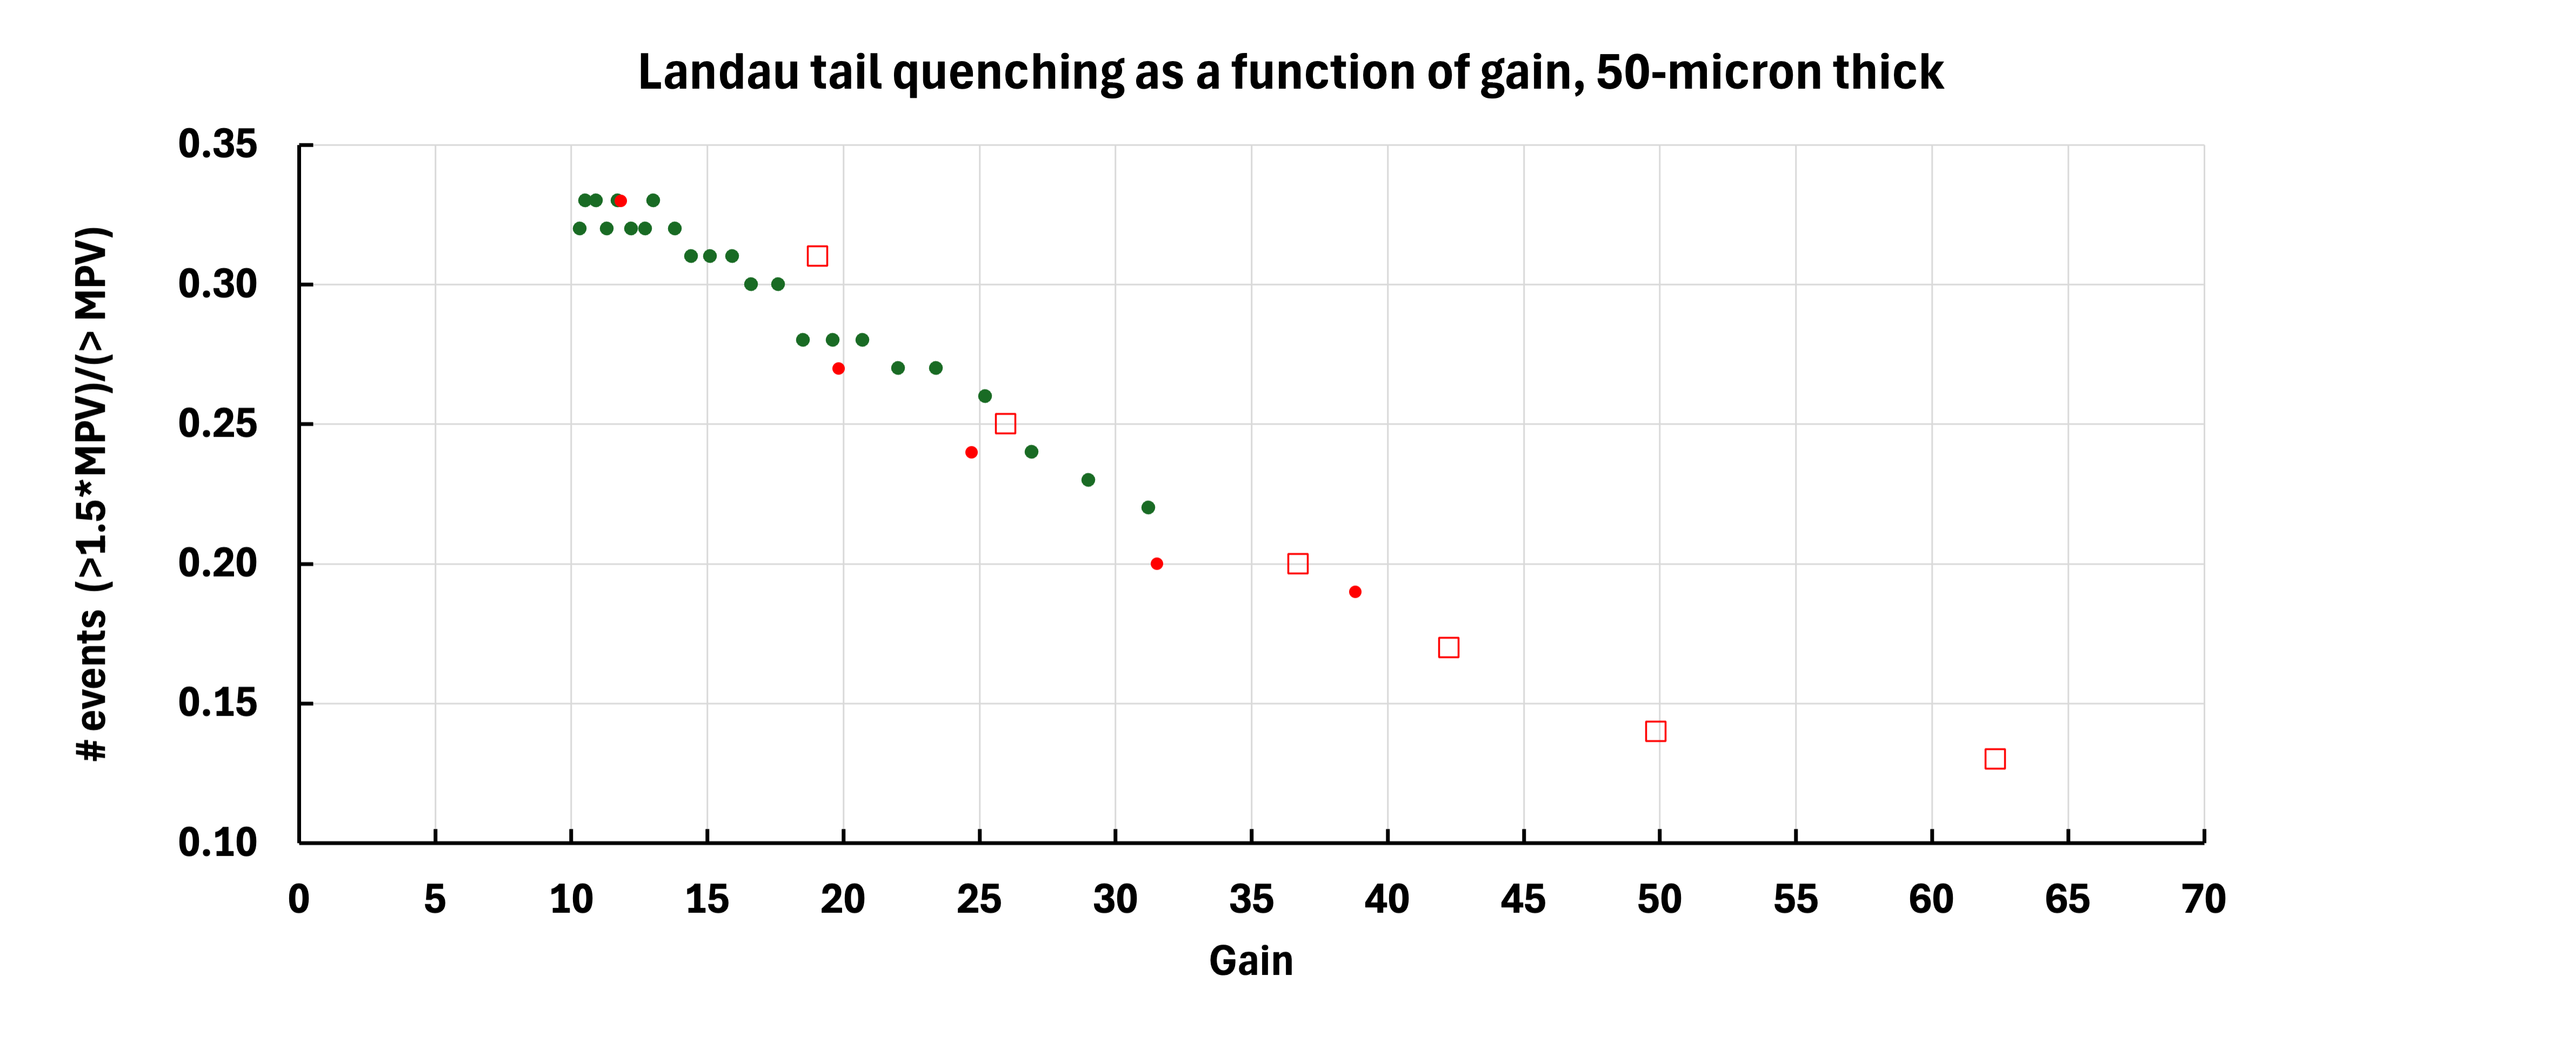 Landau tail quenching as a function of gain, 50-micron thick
# events (>1.5*MPV)/(> MPV)
0.35
0.30
0.25
0.20
0.15
0.10
0 5 10 15 20 25 30 35 40 45 50 55 60 65 70
Gain